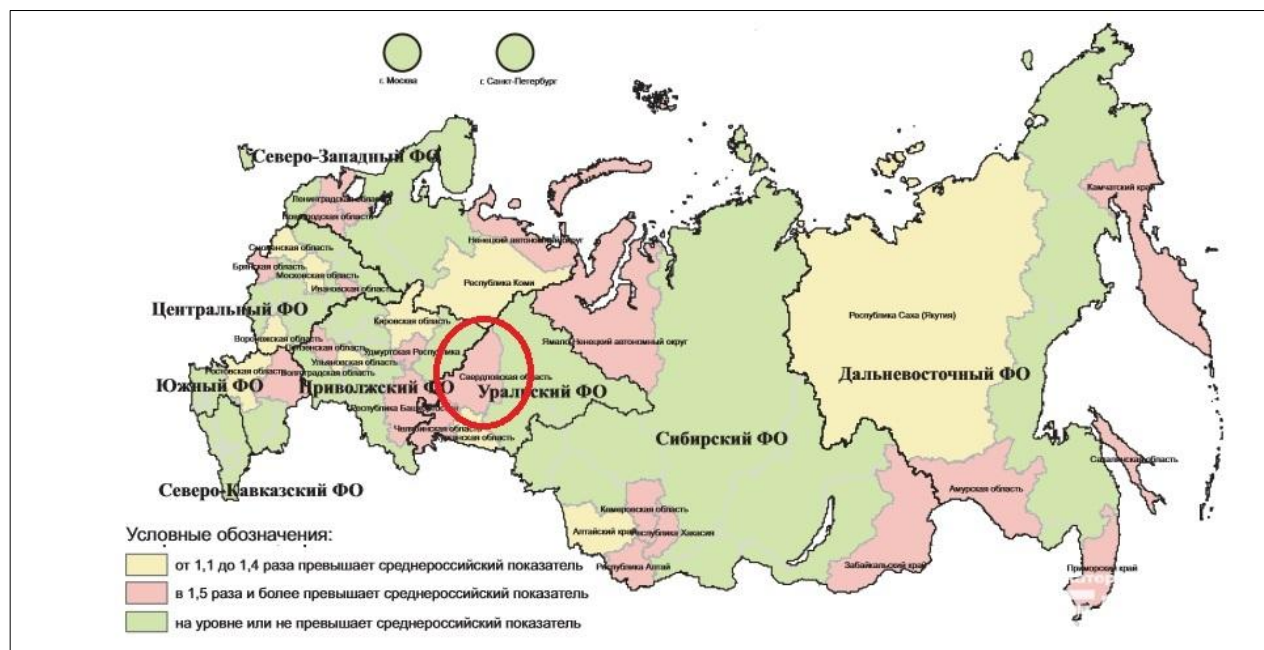 г. Москва
г. Санкт-Петербург
Северо-Западный ФО
Ленинградская область
Новгородская область
Смоленская область
Брянская область
Московская область
Ивановская область
Ненецкий автономный округ
Республика Коми
Камчатский край
Центральный ФО
Кировская область
Воронежская область
Пензенская область
Удмуртская Республика
Ульяновская область
Ямало-Ненецкий автономный округ
Республика Саха (Якутия)
Ростовская область
Волгоградская область
Южный ФО
Приволжский ФО
Свердловская область
Уральский ФО
Дальневосточный ФО
Республика Башкортостан
Челябинская область
Курганская область
Сибирский ФО
Северо-Кавказский ФО
Сахалинская область
Амурская область
Кемеровская область
Алтайский край
Республика Хакасия
Республика Алтай
Забайкальский край
Приморский край
Условные обозначения:
от 1,1 до 1,4 раза превышает среднероссийский показатель
в 1,5 раза и более превышает среднероссийский показатель
на уровне или не превышает среднероссийский показатель